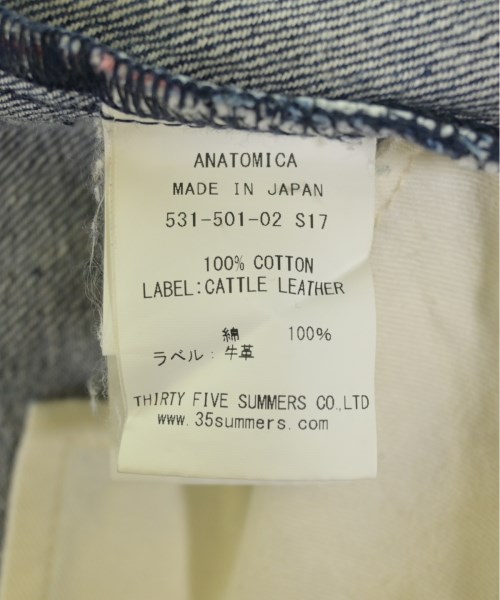 ANATOMICA
MADE IN JAPAN
531-501-02 S17
100% COTTON
LABEL:CATTLE LEATHER
綿 100%
ラベル: 牛革
THIRTY FIVE SUMMERS CO.,LTD
www.35summers.com